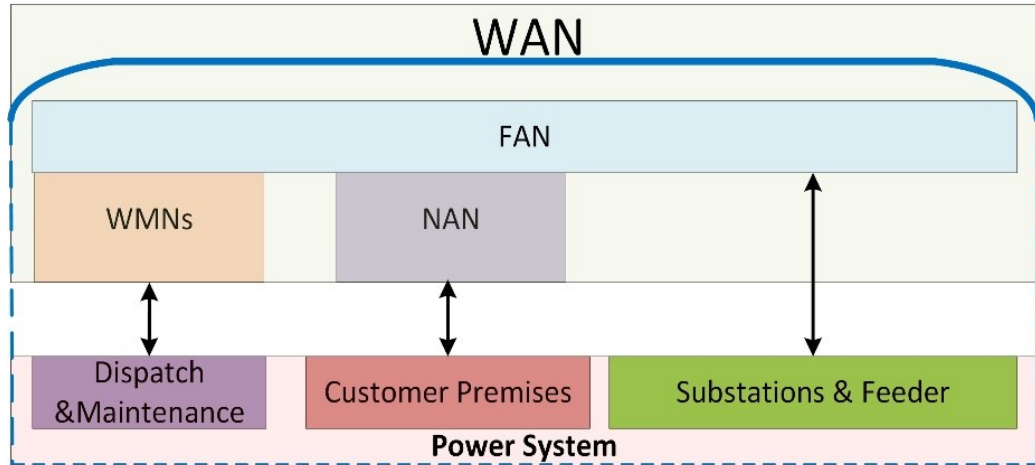 WAN
FAN
WMNs
NAN
Dispatch
&Maintenance
Customer Premises
Substations & Feeder
Power System